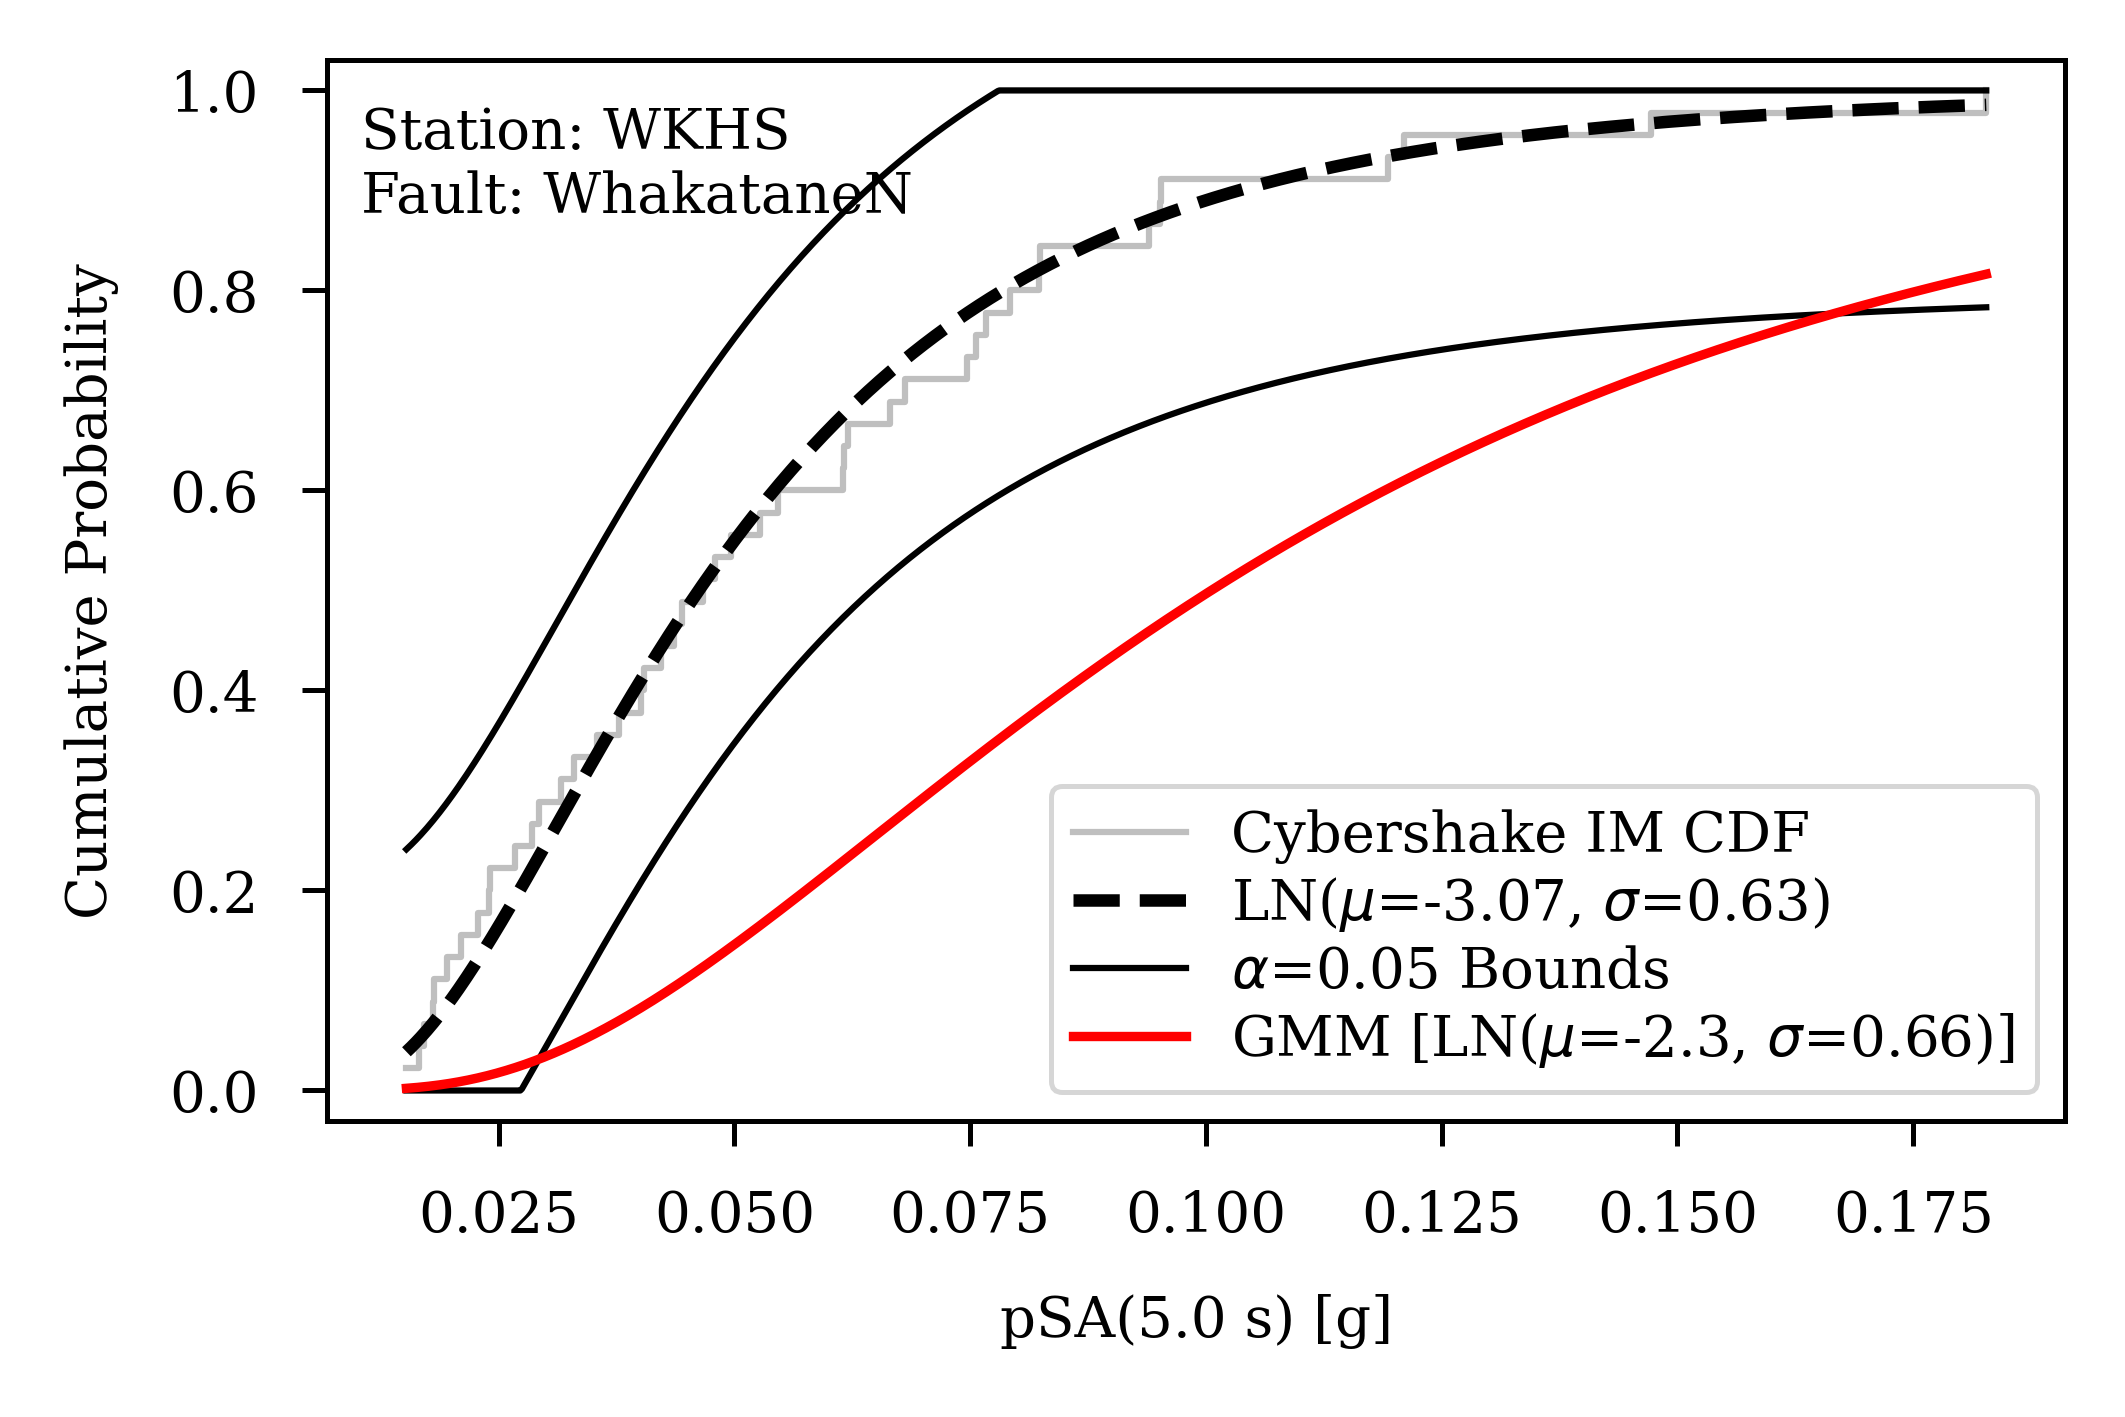 Station: WKHS
Fault: WhakataneN
Cumulative Probability
1.0
0.8
0.6
0.4
0.2
0.0
Cybershake IM CDF
LN(μ=-3.07, σ=0.63)
α=0.05 Bounds
GMM [LN(μ=-2.3, σ=0.66)]
0.025 0.050 0.075 0.100 0.125 0.150 0.175
pSA(5.0 s) [g]